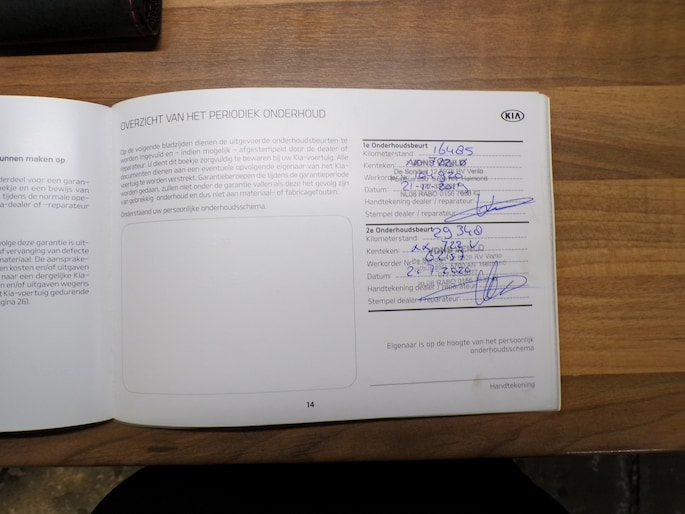 unnen maken op
erdeel voor een garan-
oekje en een bewijs van
tijdens de normale ope-
a-dealer of -reparateur
volge deze garantie is uit-
of vervanging van defecte
materiaal. De aansprake-
en kosten en/of uitgaven
naar een dergelijke Kia-
en en/of uitgaven wegens
t Kia-voertuig gedurende
gina 26).
OVERZICHT VAN HET PERIODIEK ONDERHOUD
Op de volgende bladzijden dienen de uitgevoerde onderhoudsbeurten te
worden ingevuld en – indien mogelijk – afgestempeld door de dealer of
reparateur. U dient dit boekje zorgvuldig te bewaren bij uw Kia-voertuig. Alle
documenten dienen aan een eventuele opvolgende eigenaar van het Kia-
voertuig te worden verstrekt. Garantieberoepen die tijdens de garantieperiode
worden gedaan, zullen niet onder de garantie vallen als deze het gevolg zijn
van gebrekkig onderhoud en dus niet aan materiaal- of fabricagefouten.
Onderstaand uw persoonlijke onderhoudsschema.
KIA
1e Onderhoudsbeurt
Kilometerstand 16485
Kenteken
Werkorder
Datum 2019
Handtekening dealer / reparateur:
Stempel dealer / reparateur:
2e Onderhoudsbeurt
Kilometerstand: 29340
Kenteken: 722
Werkorder
Datum: 2020
Handtekening dealer / reparateur:
Stempel dealer / reparateur:
Eigenaar is op de hoogte van het persoonlijk
onderhoudsschema
Handtekening
14